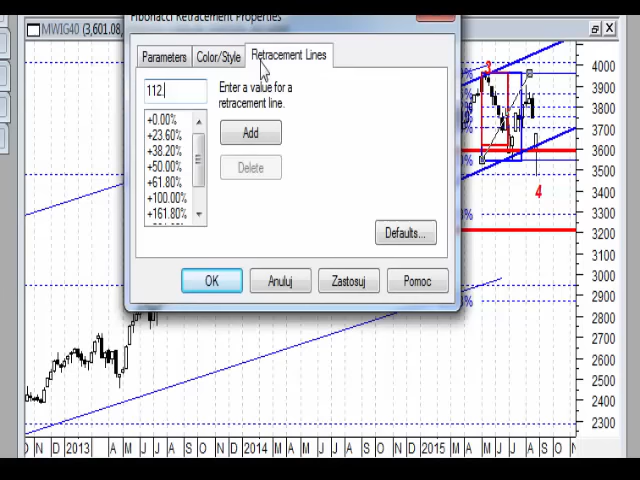 Fibonacci Retracement Properties
MWIG40 (3,601.08,
Parameters Color/Style Retracement Lines
112.
Enter a value for a
retracement line.
+0.00%
+23.60%
+38.20%
+50.00%
+61.80%
+100.00%
+161.80%
Add
Delete
Defaults...
OK Anuluj Zastosuj Pomoc
3
4
4000
3900
3800
3700
3600
3500
3400
3300
3200
3100
3000
2900
2800
2700
2600
2500
2400
2300
D 2013 A M J J A S O N D 2014 A M J J A S O N D 2015 M A M J J A S O N